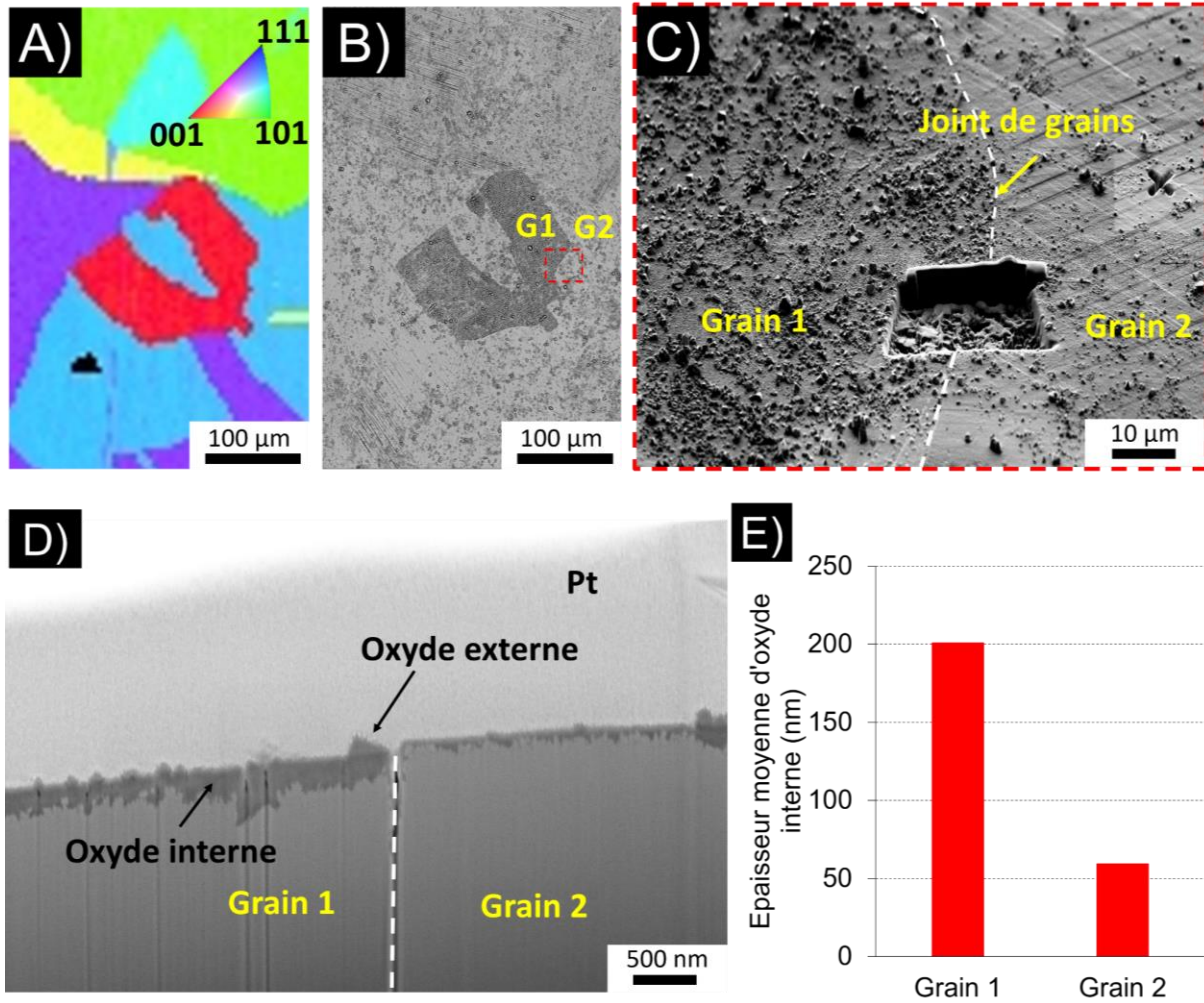 A)
111
001
101
100 µm
B)
G1 G2
100 µm
C)
Joint de grains
Grain 1
Grain 2
10 µm
D)
Pt
Oxyde externe
Oxyde interne
Grain 1
Grain 2
500 nm
E)
Epaisseur moyenne d'oxyde
interne (nm)
250
200
150
100
50
0
Grain 1
Grain 2